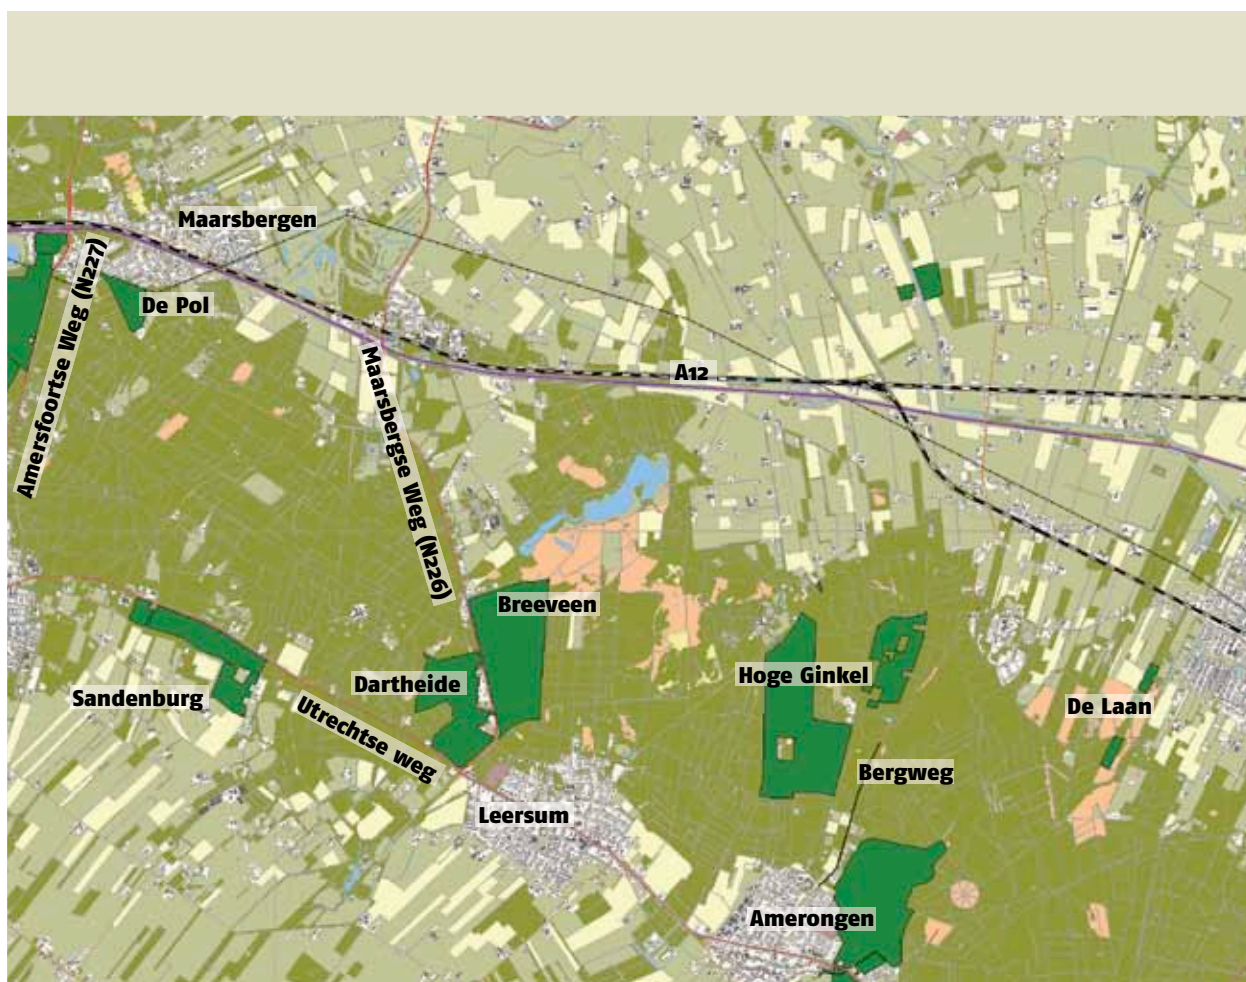 Maarsbergen
Amersfoortse Weg (N227)
De Pol
Maarsbergse Weg (N226)
A12
Breeveen
Dartheide
Sandenburg
Utrechtse weg
Hoge Ginkel
De Laan
Bergweg
Leersum
Amerongen